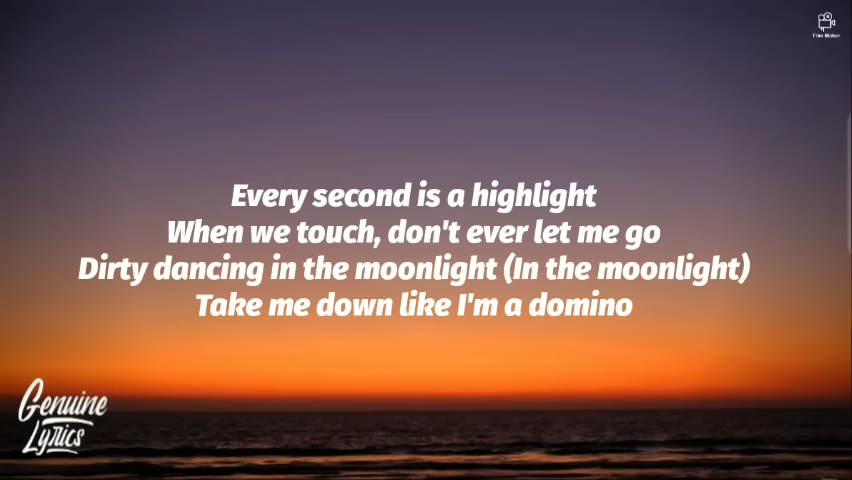 Film Maker
Every second is a highlight
When we touch, don't ever let me go
Dirty dancing in the moonlight (In the moonlight)
Take me down like I'm a domino
Genuine
Lyrics